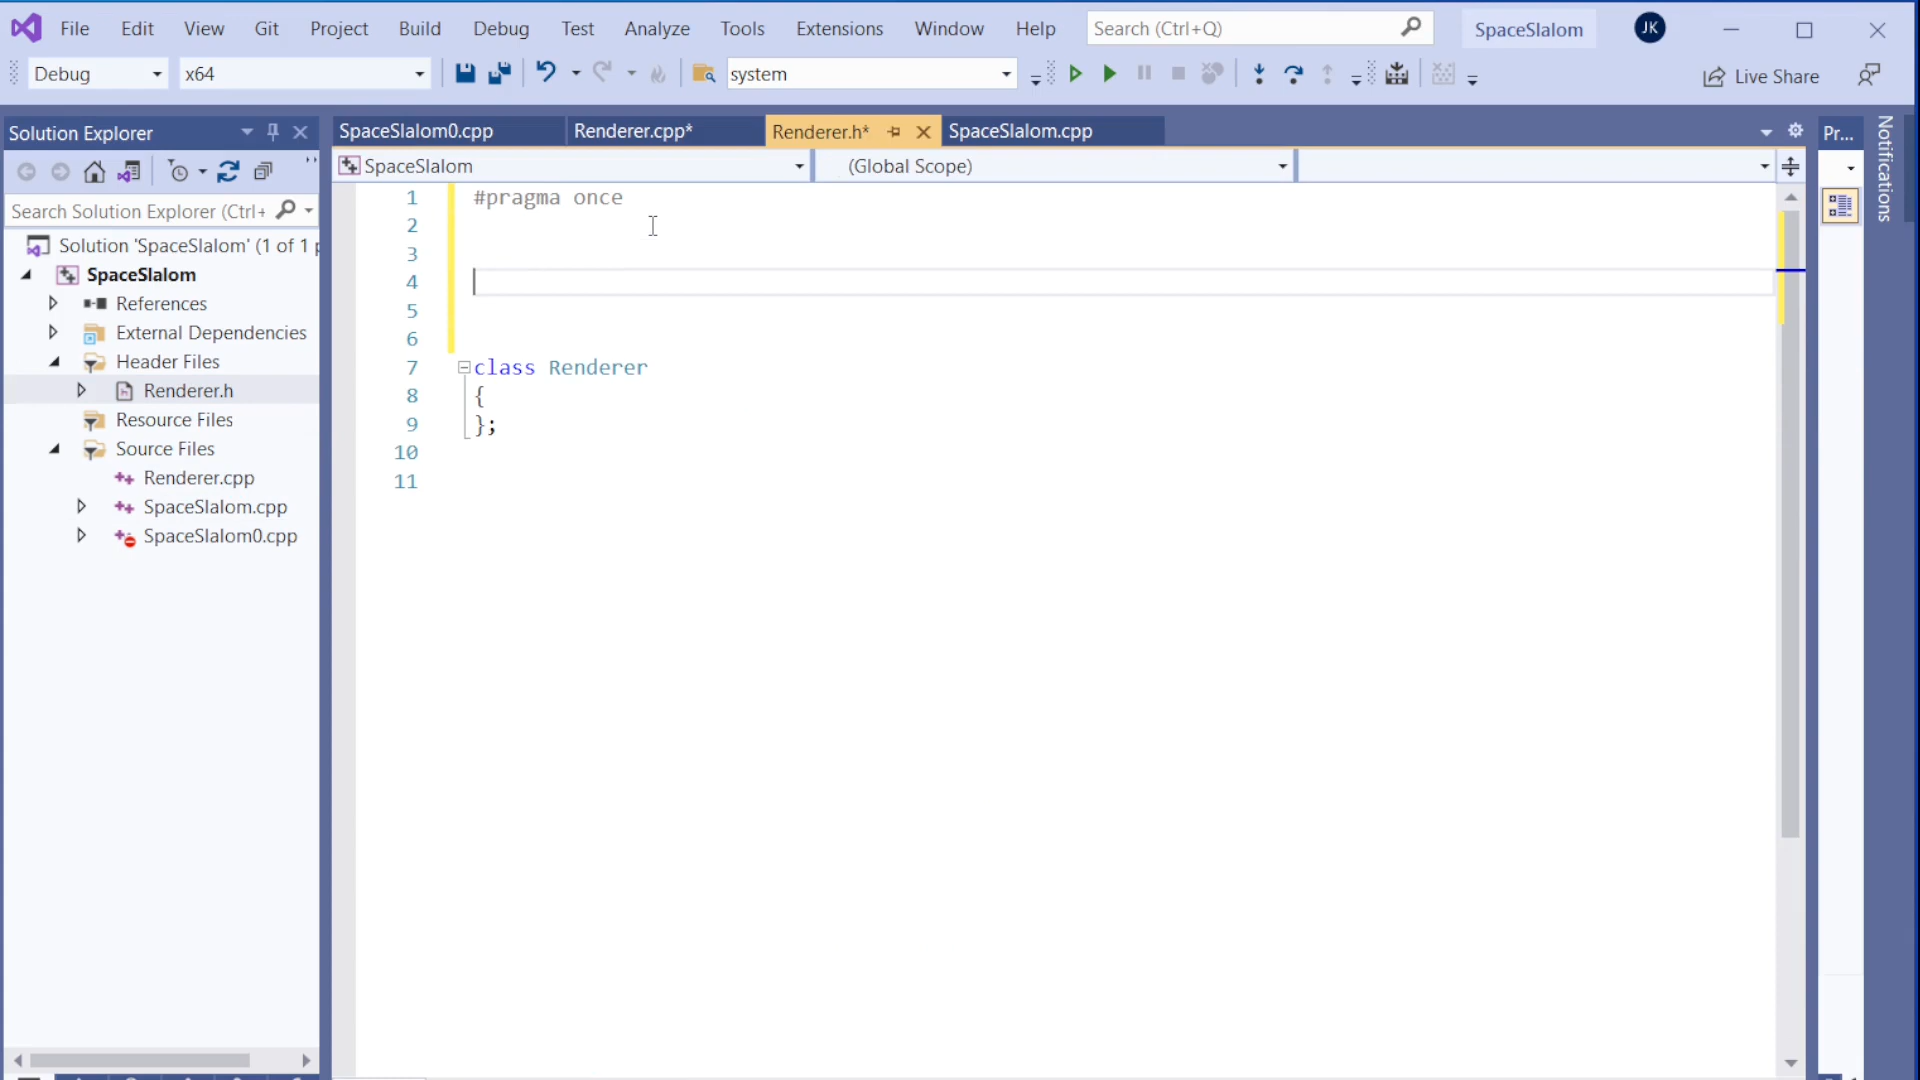 File Edit View Git Project Build Debug Test Analyze Tools Extensions Window Help Search (Ctrl+Q) SpaceSlalom JK
Debug x64 system Live Share
Solution Explorer
Search Solution Explorer (Ctrl+
Solution 'SpaceSlalom' (1 of 1 p
SpaceSlalom
References
External Dependencies
Header Files
Renderer.h
Resource Files
Source Files
Renderer.cpp
SpaceSlalom.cpp
SpaceSlalom0.cpp
SpaceSlalom0.cpp Renderer.cpp* Renderer.h* SpaceSlalom.cpp
SpaceSlalom (Global Scope)
1 #pragma once
2
3
4
5
6
7 class Renderer
8 {
9 };
10
11
Pr...
Notifications